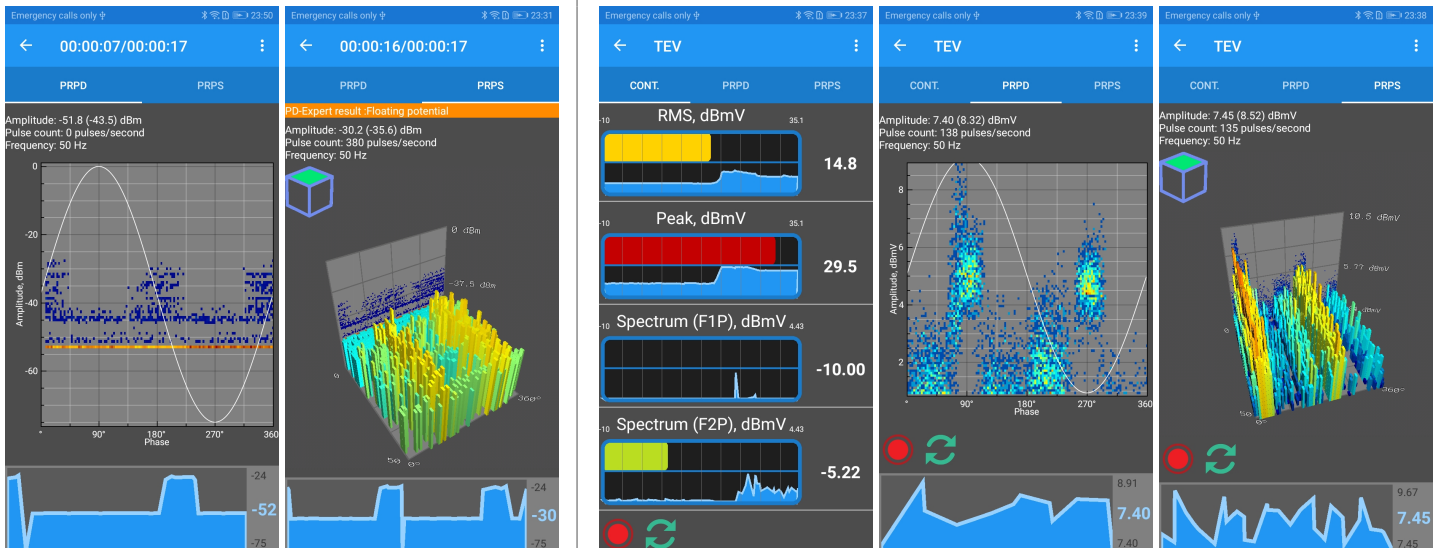 Emergency calls only 23:50
00:00:07/00:00:17
PRPD PRPS
Amplitude: -51.8 (-43.5) dBm
Pulse count: 0 pulses/second
Frequency: 50 Hz
0
-20
-40
-60
Amplitude, dBm
° 90° 180° 270° 360
Phase
-24
-52
-75
Emergency calls only 23:31
00:00:16/00:00:17
PRPD PRPS
PD-Expert result :Floating potential
Amplitude: -30.2 (-35.6) dBm
Pulse count: 380 pulses/second
Frequency: 50 Hz
0 dBm
-37.5 dBm
0
360°
50 0°
-24
-30
-75
Emergency calls only 23:37
TEV
CONT. PRPD PRPS
RMS, dBmV
-10 35.1
14.8
Peak, dBmV
-10 35.1
29.5
Spectrum (F1P), dBmV
-10 4.43
-10.00
Spectrum (F2P), dBmV
-10 4.43
-5.22
Emergency calls only 23:39
TEV
CONT. PRPD PRPS
Amplitude: 7.40 (8.32) dBmV
Pulse count: 138 pulses/second
Frequency: 50 Hz
8
6
4
2
Amplitude, dBmV
° 90° 180° 270° 360
Phase
8.91
7.40
7.40
Emergency calls only 23:38
TEV
CONT. PRPD PRPS
Amplitude: 7.45 (8.52) dBmV
Pulse count: 135 pulses/second
Frequency: 50 Hz
10.5 dBmV
5.77 dBmV
dBmV
0
360°
50
0°
9.67
7.45
7.45